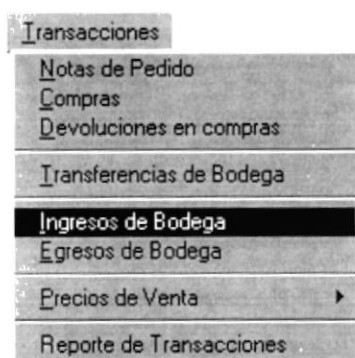 Transacciones
Notas de Pedido
Compras
Devoluciones en compras
Transferencias de Bodega
Ingresos de Bodega
Egresos de Bodega
Precios de Venta
Reporte de Transacciones